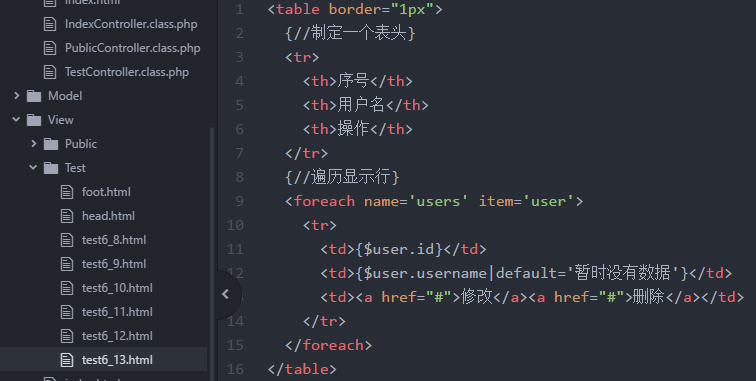 index.html
IndexController.class.php
PublicController.class.php
TestController.class.php
Model
View
Public
Test
foot.html
head.html
test6_8.html
test6_9.html
test6_10.html
test6_11.html
test6_12.html
test6_13.html
1 <table border="1px">
2 {//制定一个表头}
3 <tr>
4 <th>序号</th>
5 <th>用户名</th>
6 <th>操作</th>
7 </tr>
8 {//遍历显示行}
9 <foreach name='users' item='user'>
10 <tr>
11 <td>{$user.id}</td>
12 <td>{$user.username|default='暂时没有数据'}</td>
<td><a href="#">修改</a><a href="#">删除</a></td>
14 </tr>
15 </foreach>
16 </table>